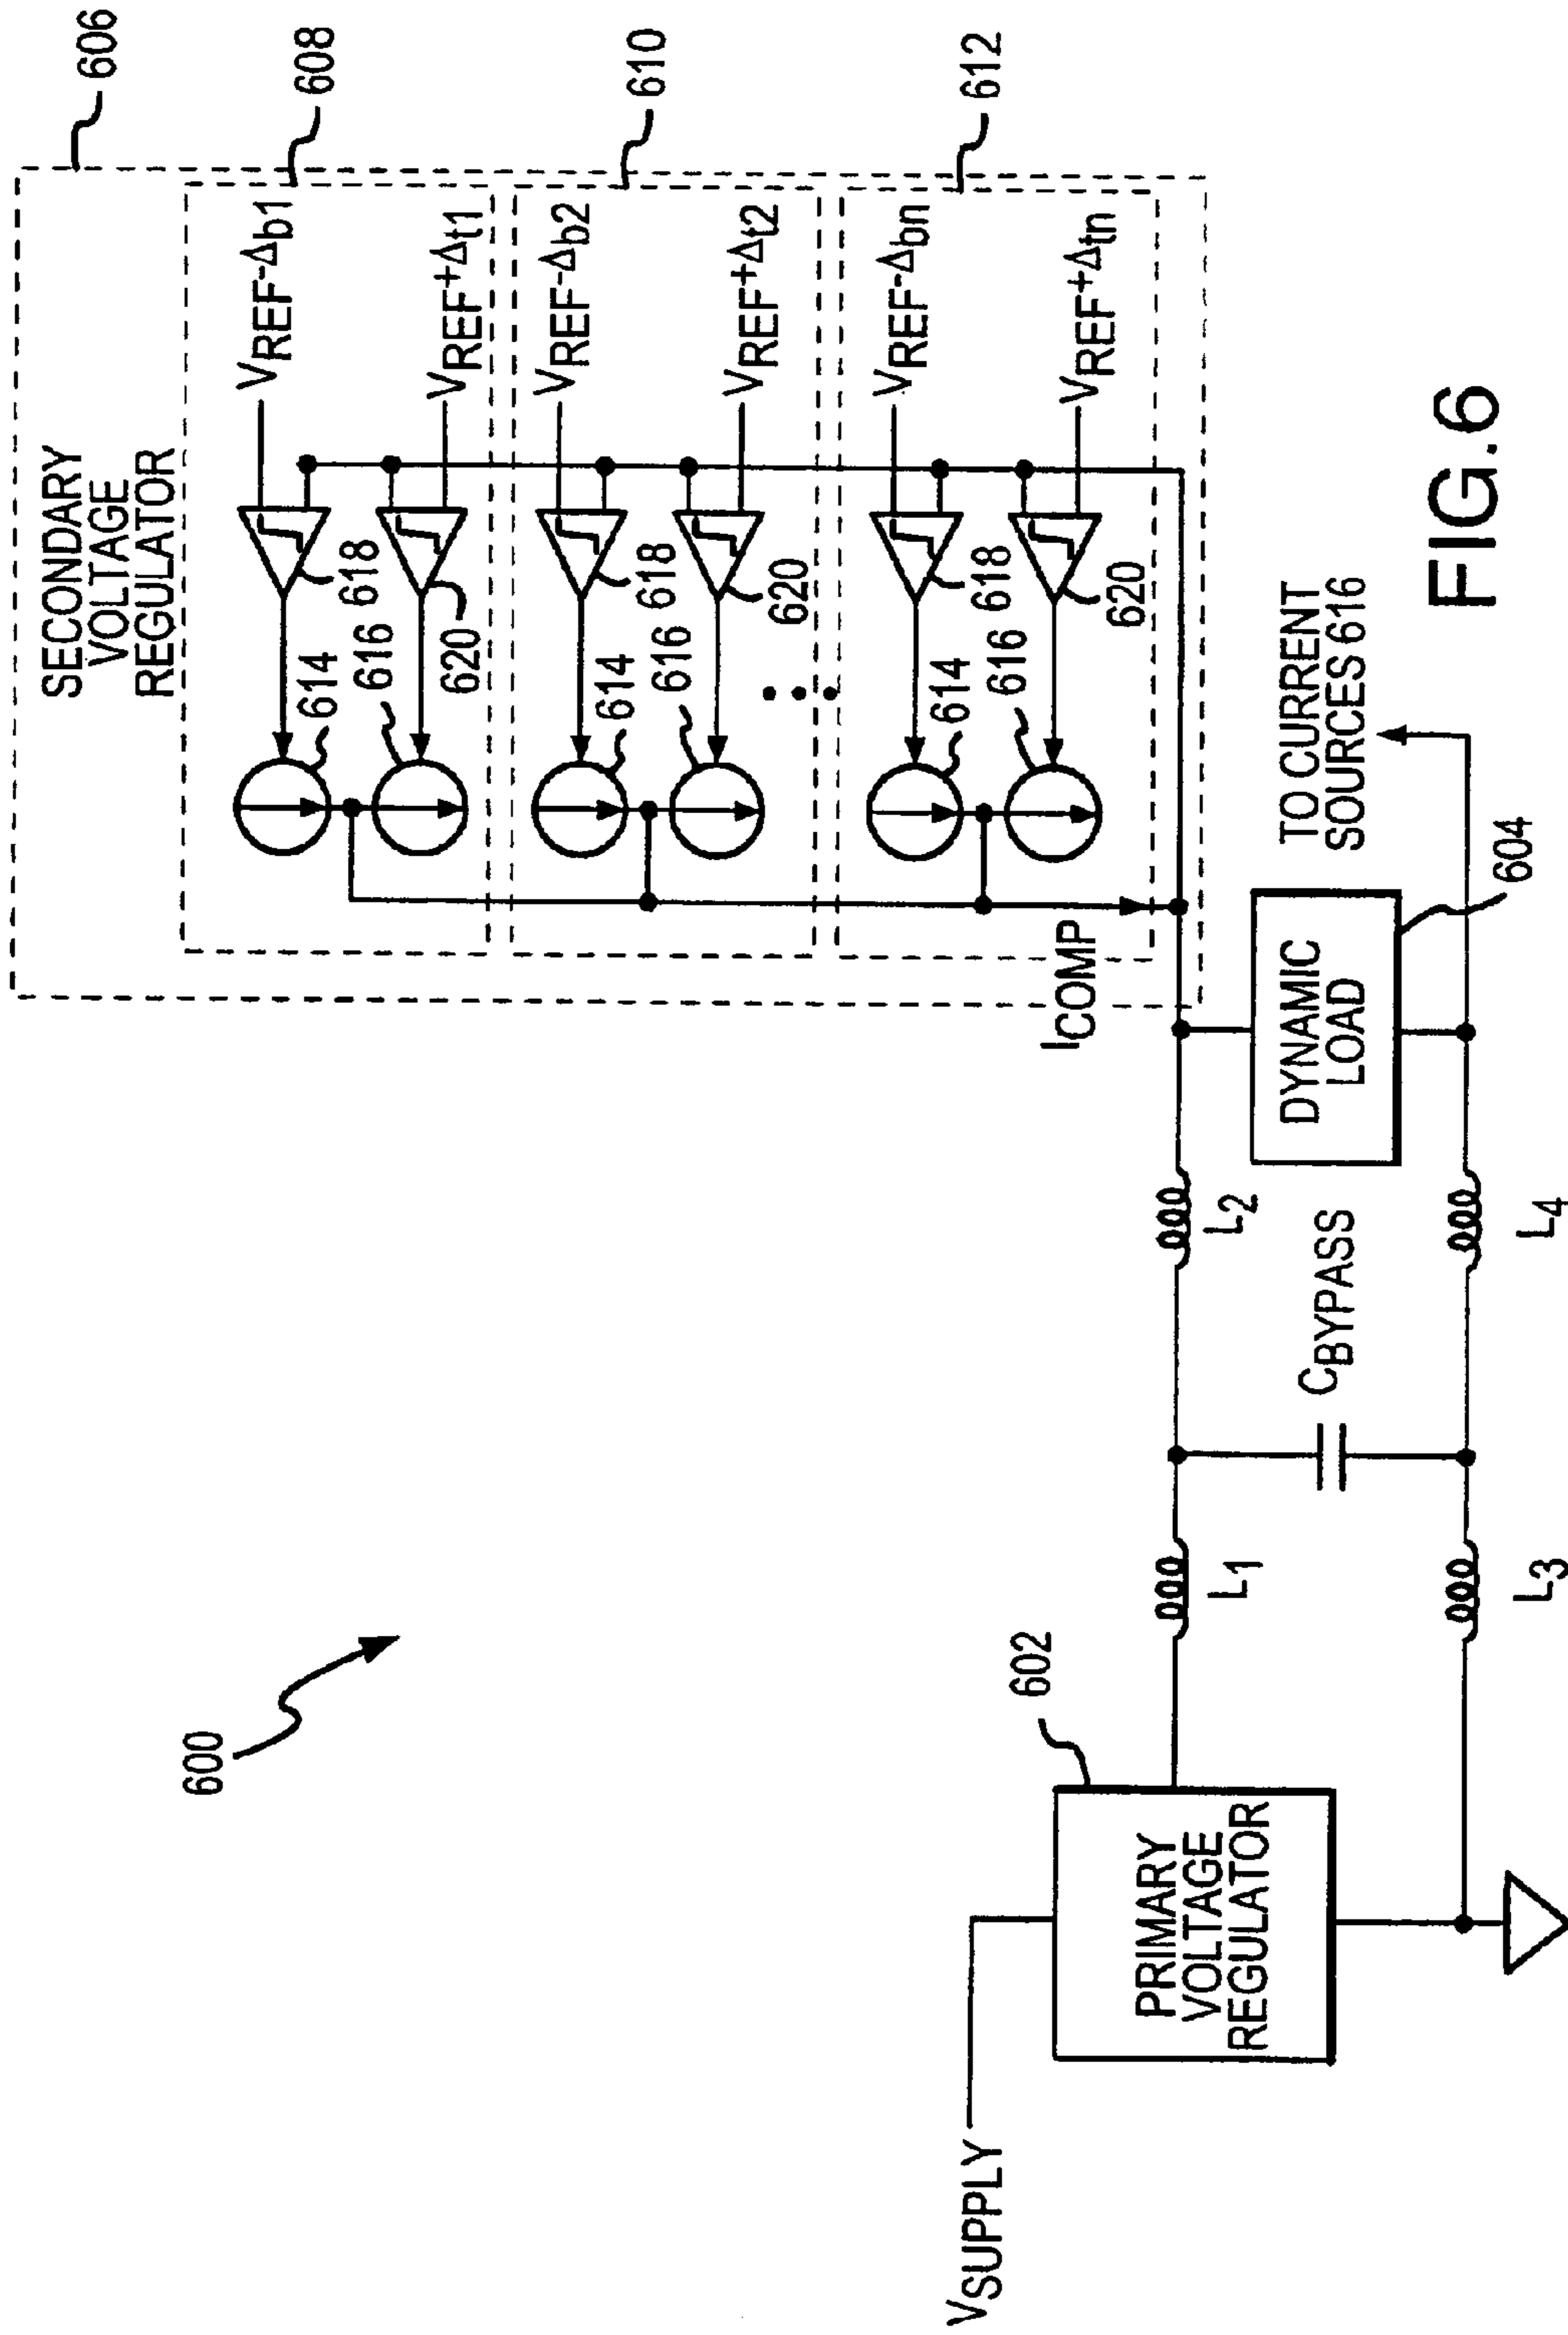 606
SECONDARY
VOLTAGE
REGULATOR
608
VREF-Δb1
618
614
VREF+Δt1
616
620
610
VREF-Δb2
618
614
VREF+Δt2
616
620
612
VREF-Δbn
618
614
VREF+Δtn
616
620
ICOMP
600
VSUPPLY
602
PRIMARY
VOLTAGE
REGULATOR
L1
L2
CBYPASS
L3
L4
DYNAMIC
LOAD
604
TO CURRENT
SOURCES 616
FIG.6